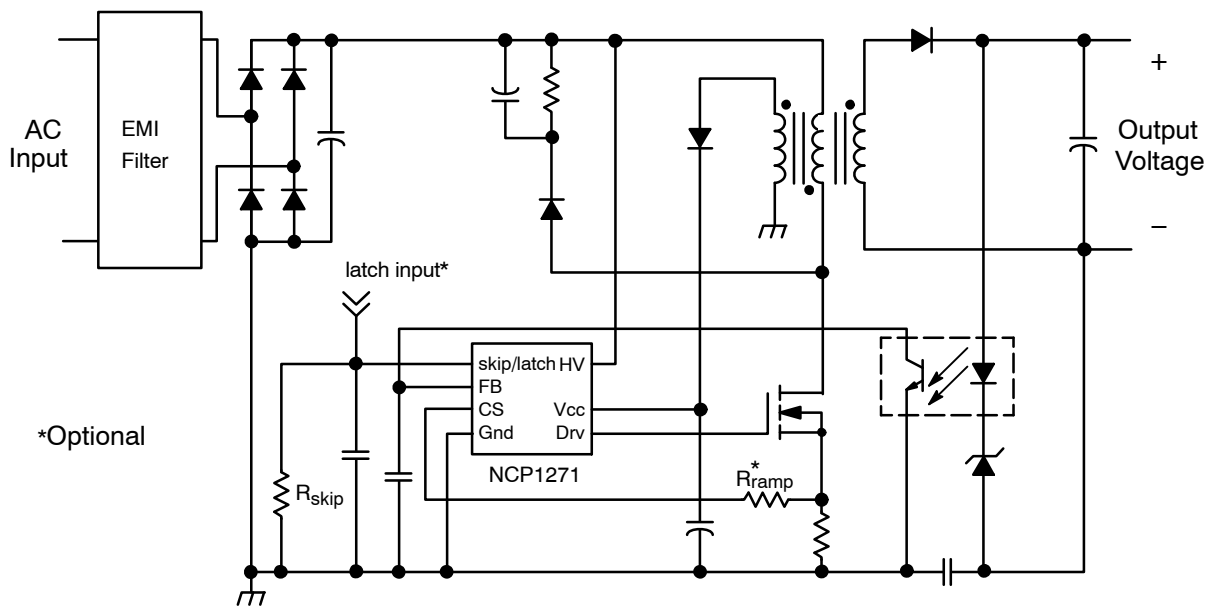 AC
Input
EMI
Filter
+
Output
Voltage
−
latch input*
skip/latch HV
FB
CS
Vcc
Gnd
Drv
NCP1271
*Optional
Rskip
Rramp*